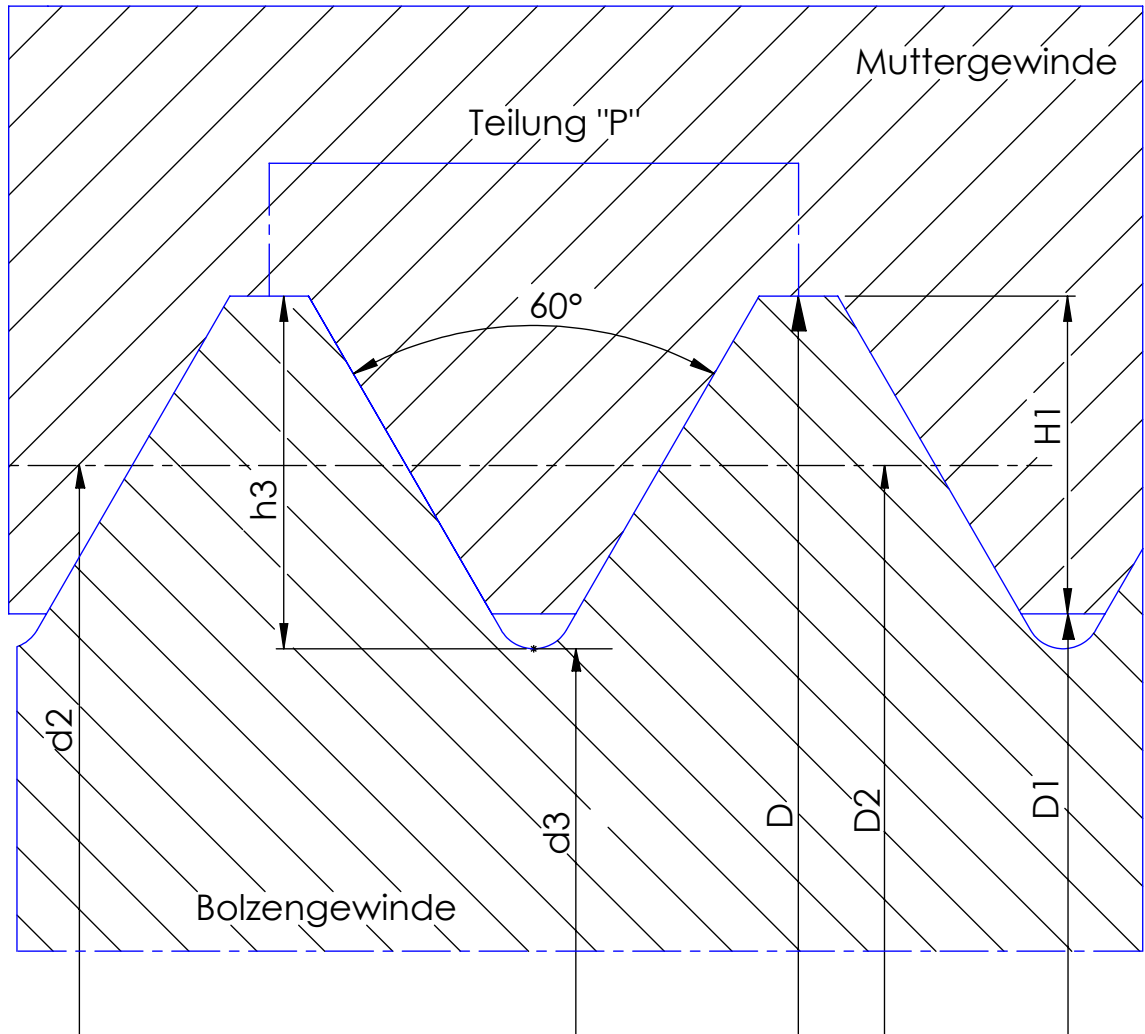 Muttergewinde
Teilung "P"
60°
H1
h3
d2
d3
D
D2
D1
Bolzengewinde